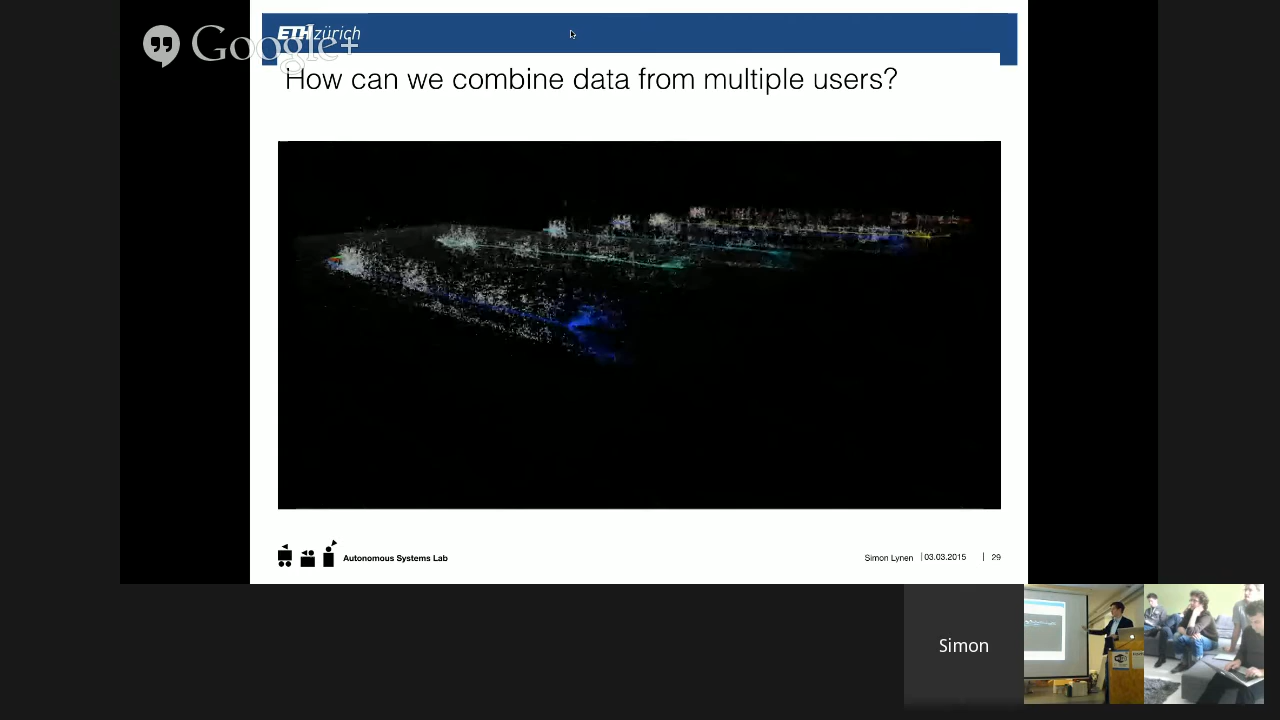 Google+
ETH zürich
How can we combine data from multiple users?
Autonomous Systems Lab
Simon Lynen | 03.03.2015 | 29
Simon